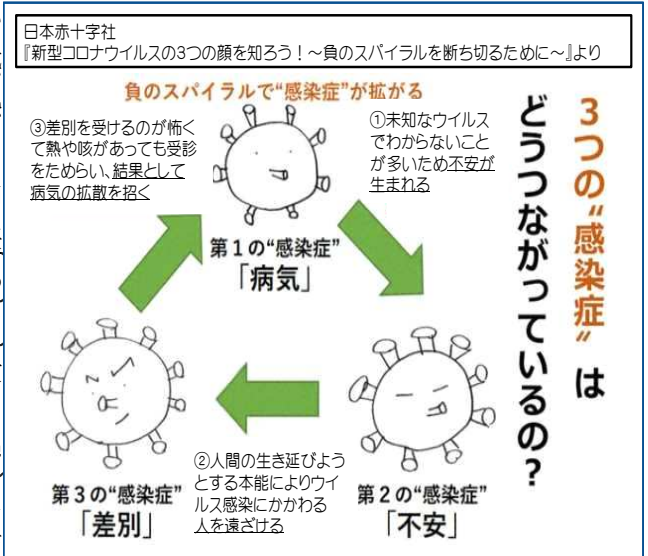 日本赤十字社
『新型コロナウイルスの3つの顔を知ろう！～負のスパイラルを断ち切るために～』より
3つの“感染症”は
どうつながっているの？
負のスパイラルで“感染症”が拡がる
①未知なウイルス
でわからないこと
が多いため不安が
生まれる
第1の“感染症”
「病気」
②人間の生き延びよう
とする本能によりウイ
ルス感染にかかわる
人を遠ざける
第2の“感染症”
「不安」
③差別を受けるのが怖く
て熱や咳があっても受診
をためらい、結果として
病気の拡散を招く
第3の“感染症”
「差別」